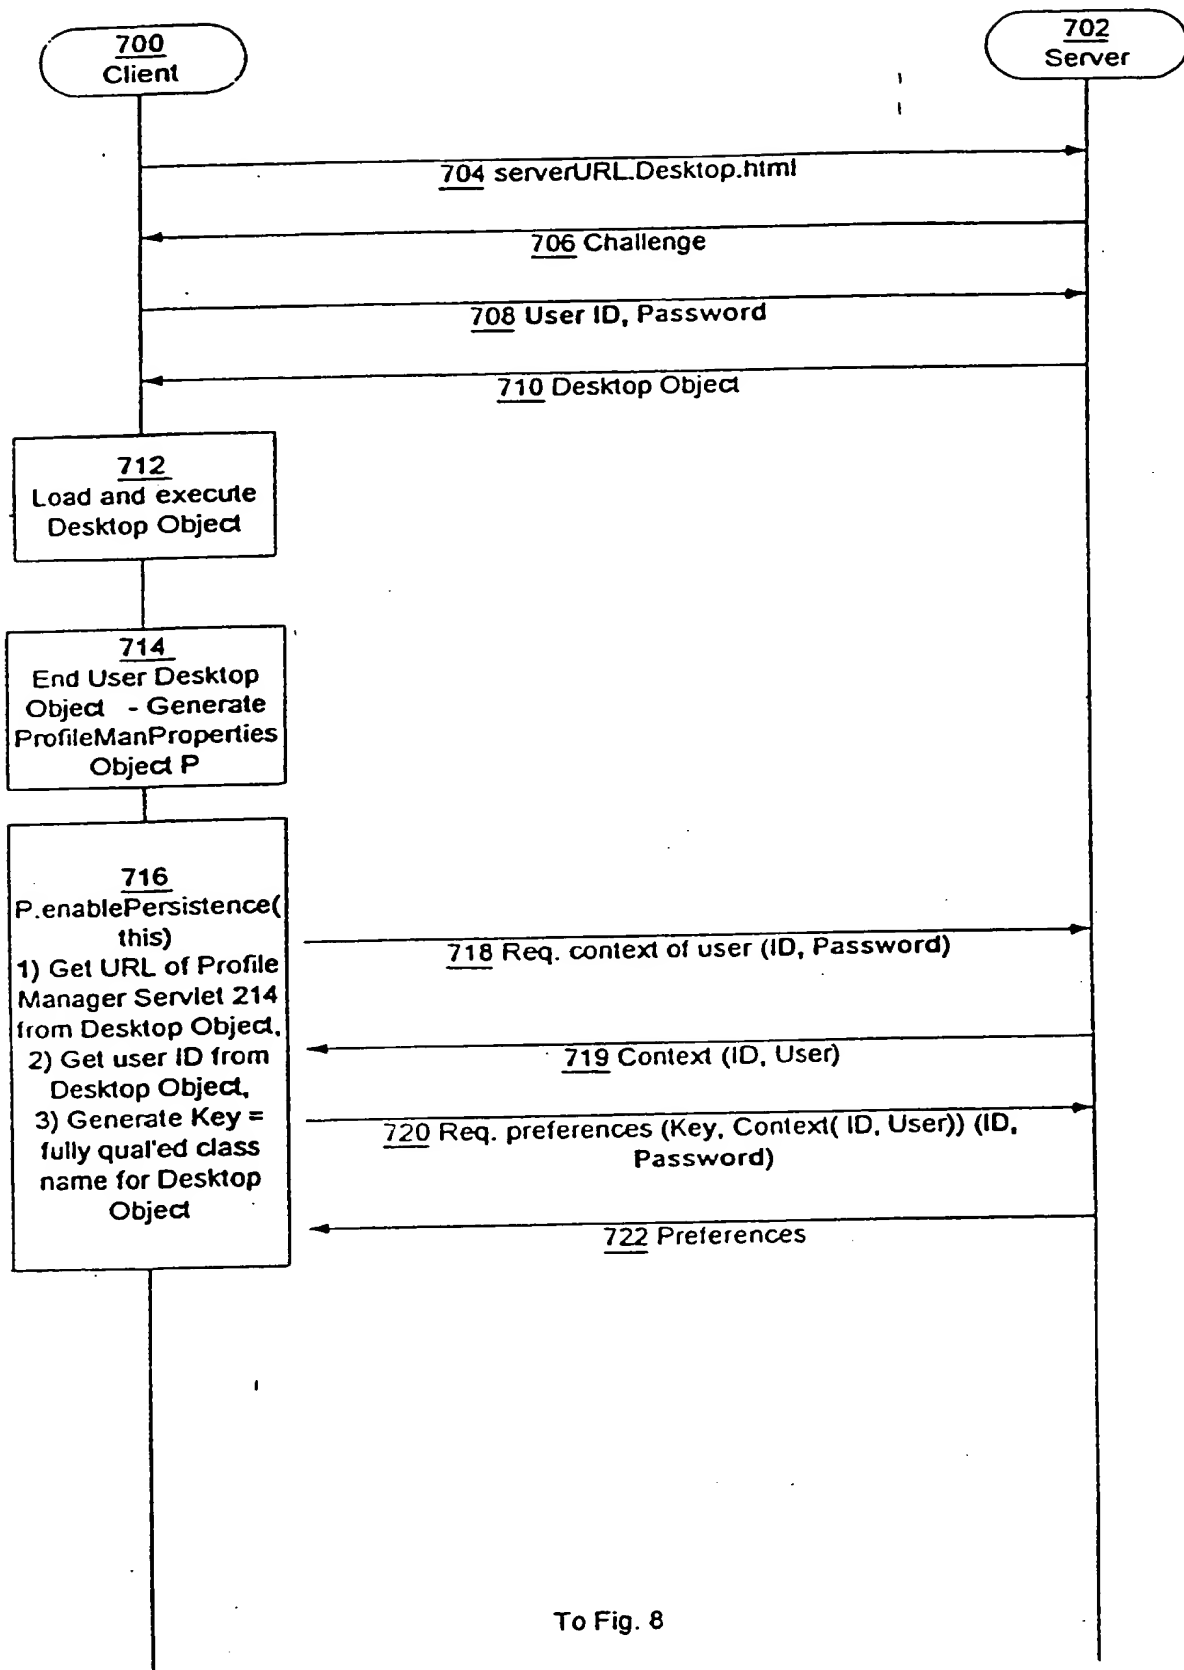 700
Client
702
Server
704 serverURL.Desktop.html
706 Challenge
708 User ID, Password
710 Desktop Object
712
Load and execute
Desktop Object
714
End User Desktop
Object - Generate
ProfileManProperties
Object P
716
P.enablePersistence(
this)
1) Get URL of Profile
Manager Servlet 214
from Desktop Object,
2) Get user ID from
Desktop Object,
3) Generate Key =
fully qual'ed class
name for Desktop
Object
718 Req. context of user (ID, Password)
719 Context (ID, User)
720 Req. preferences (Key, Context( ID, User)) (ID,
Password)
722 Preferences
To Fig. 8